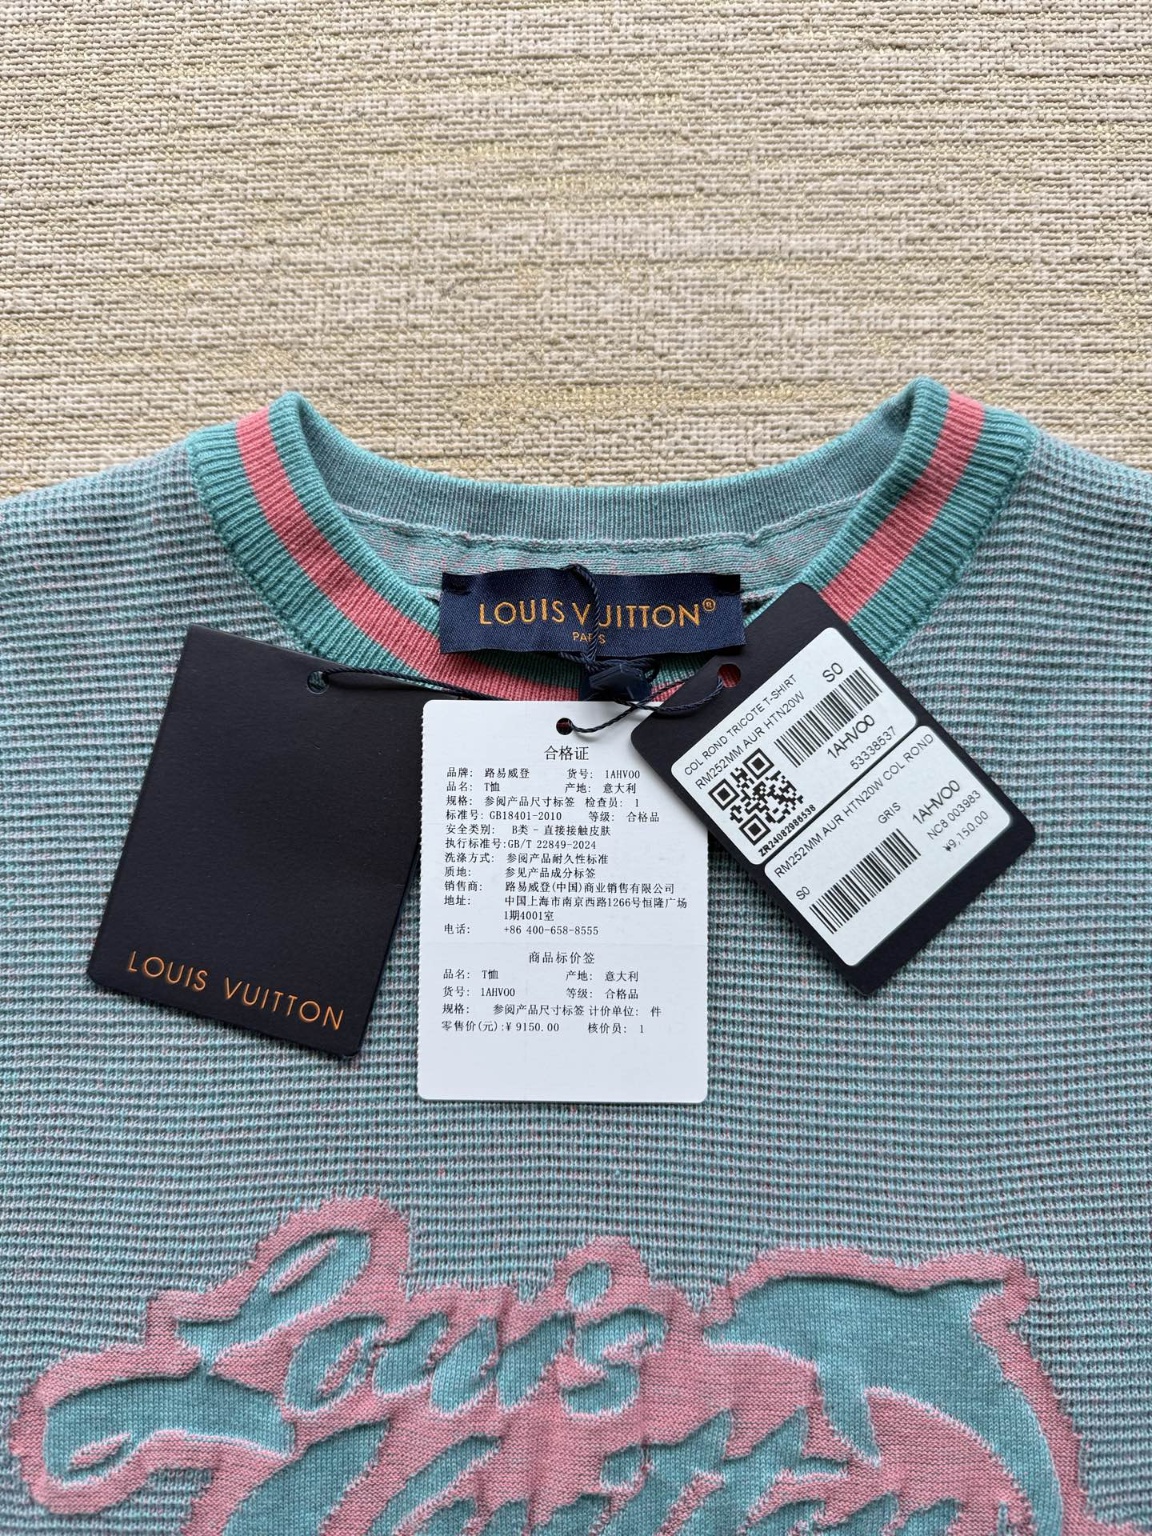 LOUIS VUITTON®
PARIS
LOUIS VUITTON
合格证
品牌: 路易威登 货号: 1AHVO0
品名: T恤 产地: 意大利
规格: 参阅产品尺寸标签 检查员: 1
标准号: GB18401-2010 等级: 合格品
安全类别: B类 - 直接接触皮肤
执行标准号:GB/T 22849-2024
洗涤方式: 参阅产品耐久性标准
质地: 参见产品成分标签
销售商: 路易威登(中国)商业销售有限公司
地址: 中国上海市南京西路1266号恒隆广场
1期4001室
电话: +86 400-658-8555
商品标价签
品名: T恤 产地: 意大利
货号: 1AHVO0 等级: 合格品
规格: 参阅产品尺寸标签 计价单位: 件
零售价(元):¥ 9150.00 核价员: 1
COL ROND TRICOTE T-SHIRT
RM252MM AUR HTN20W S0
1AHVO0
53338537
ZR24082986538
RM252MM AUR HTN20W COL ROND
GRIS
S0 1AHVO0
NC8 003983
¥9,150.00
Louis
Vuitton